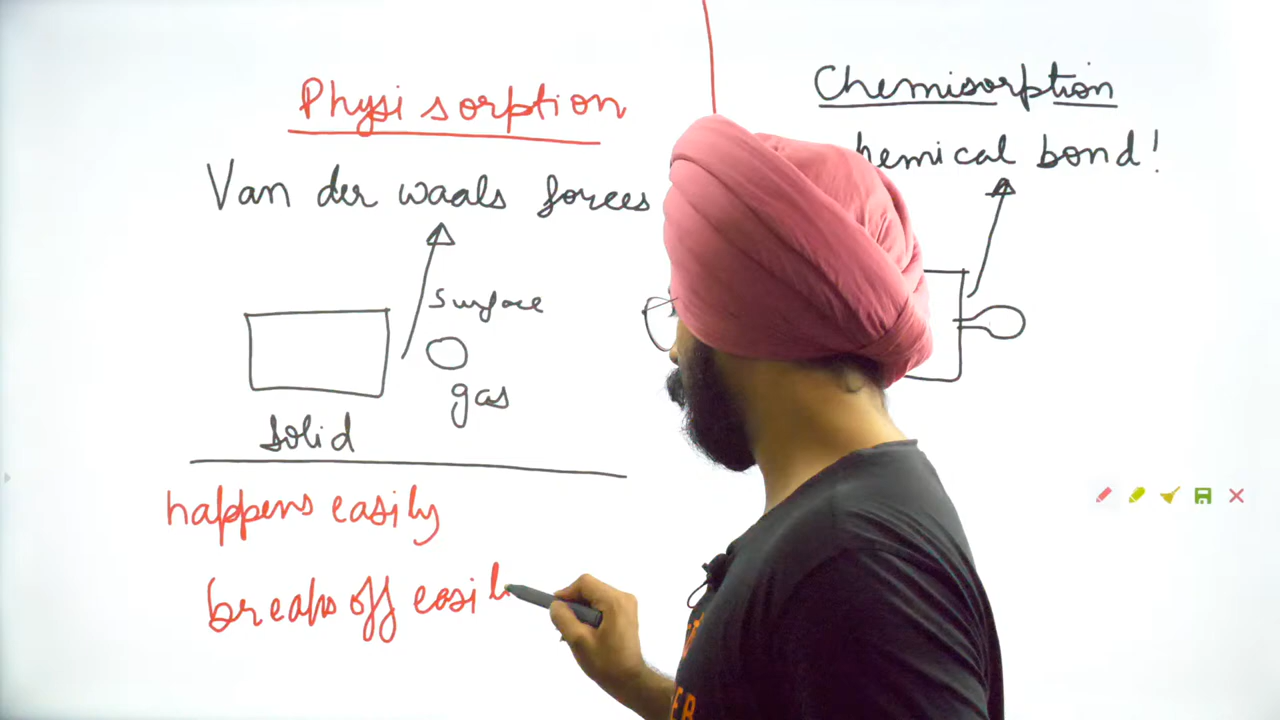 Physisorption
Van der waals forces
surface
gas
solid
happens easily
breaks off easil
Chemisorption
hemical bond!